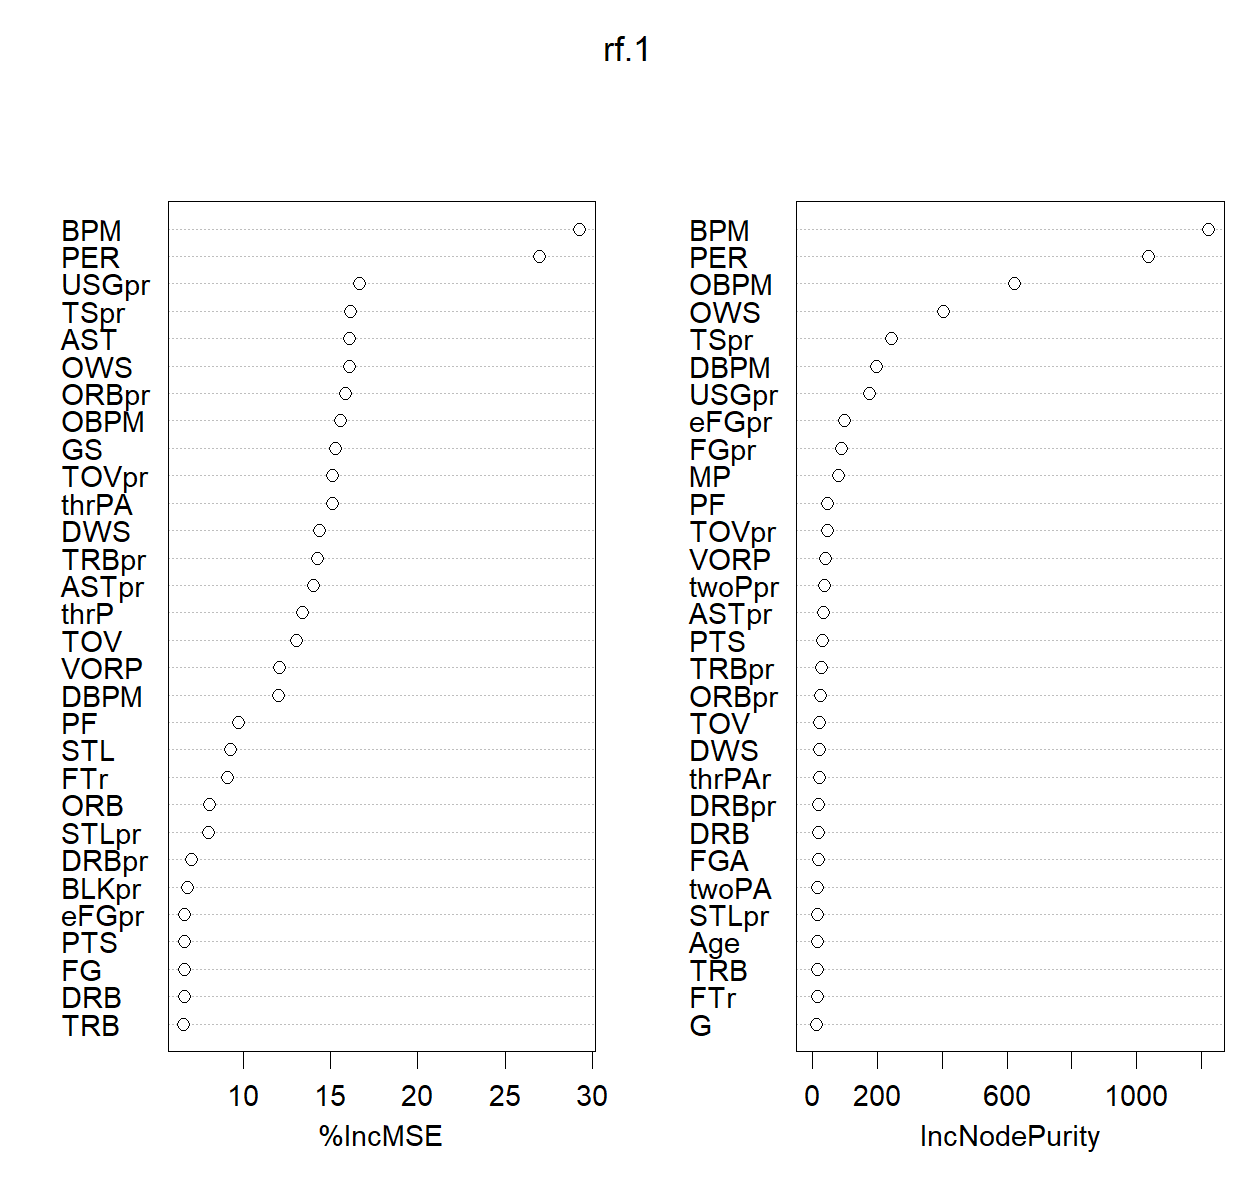 rf.1
BPM
PER
USGpr
TSpr
AST
OWS
ORBpr
OBPM
GS
TOVpr
thrPA
DWS
TRBpr
ASTpr
thrP
TOV
VORP
DBPM
PF
STL
FTr
ORB
STLpr
DRBpr
BLKpr
eFGpr
PTS
FG
DRB
TRB
10 15 20 25 30
%IncMSE
BPM
PER
OBPM
OWS
TSpr
DBPM
USGpr
eFGpr
FGpr
MP
PF
TOVpr
VORP
twoPpr
ASTpr
PTS
TRBpr
ORBpr
TOV
DWS
thrPAr
DRBpr
DRB
FGA
twoPA
STLpr
Age
TRB
FTr
G
0 200 600 1000
IncNodePurity